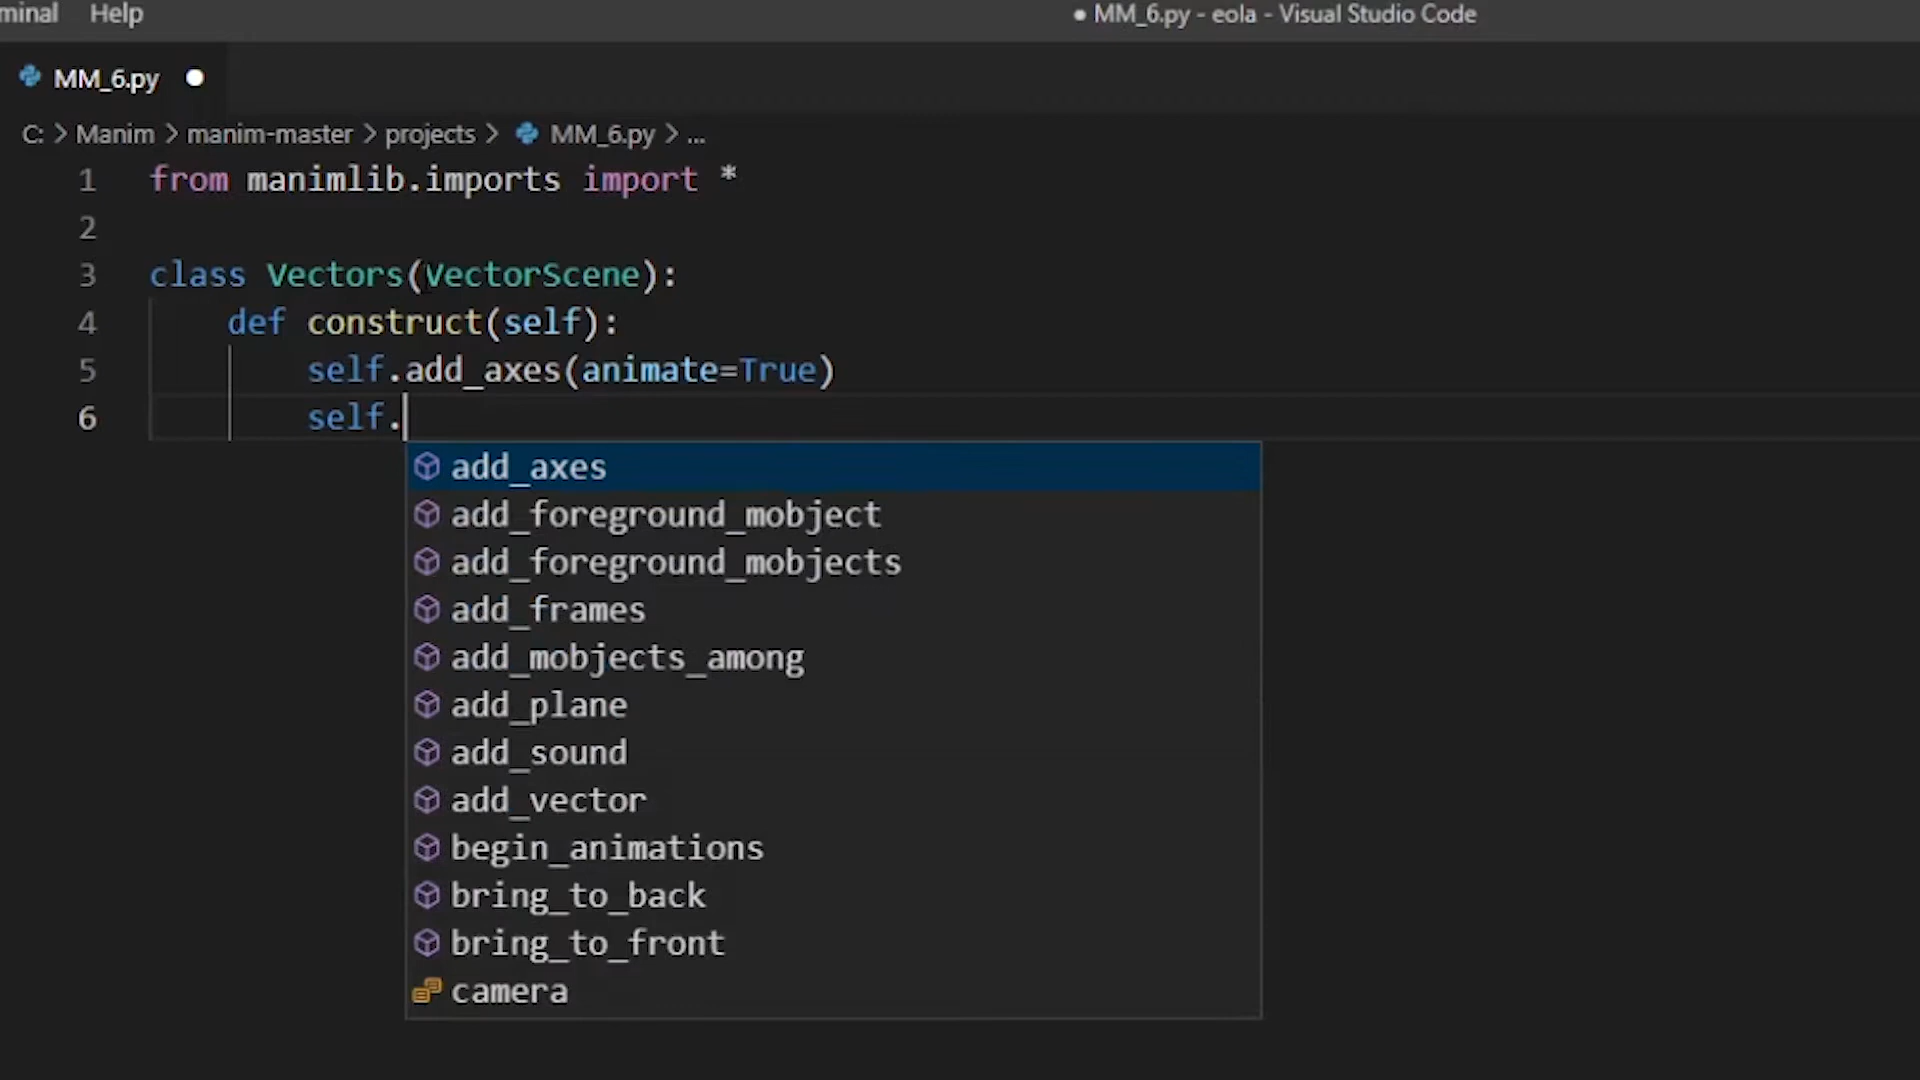 Help
MM_6.py - eola - Visual Studio Code
MM_6.py
C: > Manim > manim-master > projects > MM_6.py > ...
1 from manimlib.imports import *
2
3 class Vectors(VectorScene):
4 def construct(self):
5 self.add_axes(animate=True)
6 self.
add_axes
add_foreground_mobject
add_foreground_mobjects
add_frames
add_mobjects_among
add_plane
add_sound
add_vector
begin_animations
bring_to_back
bring_to_front
camera